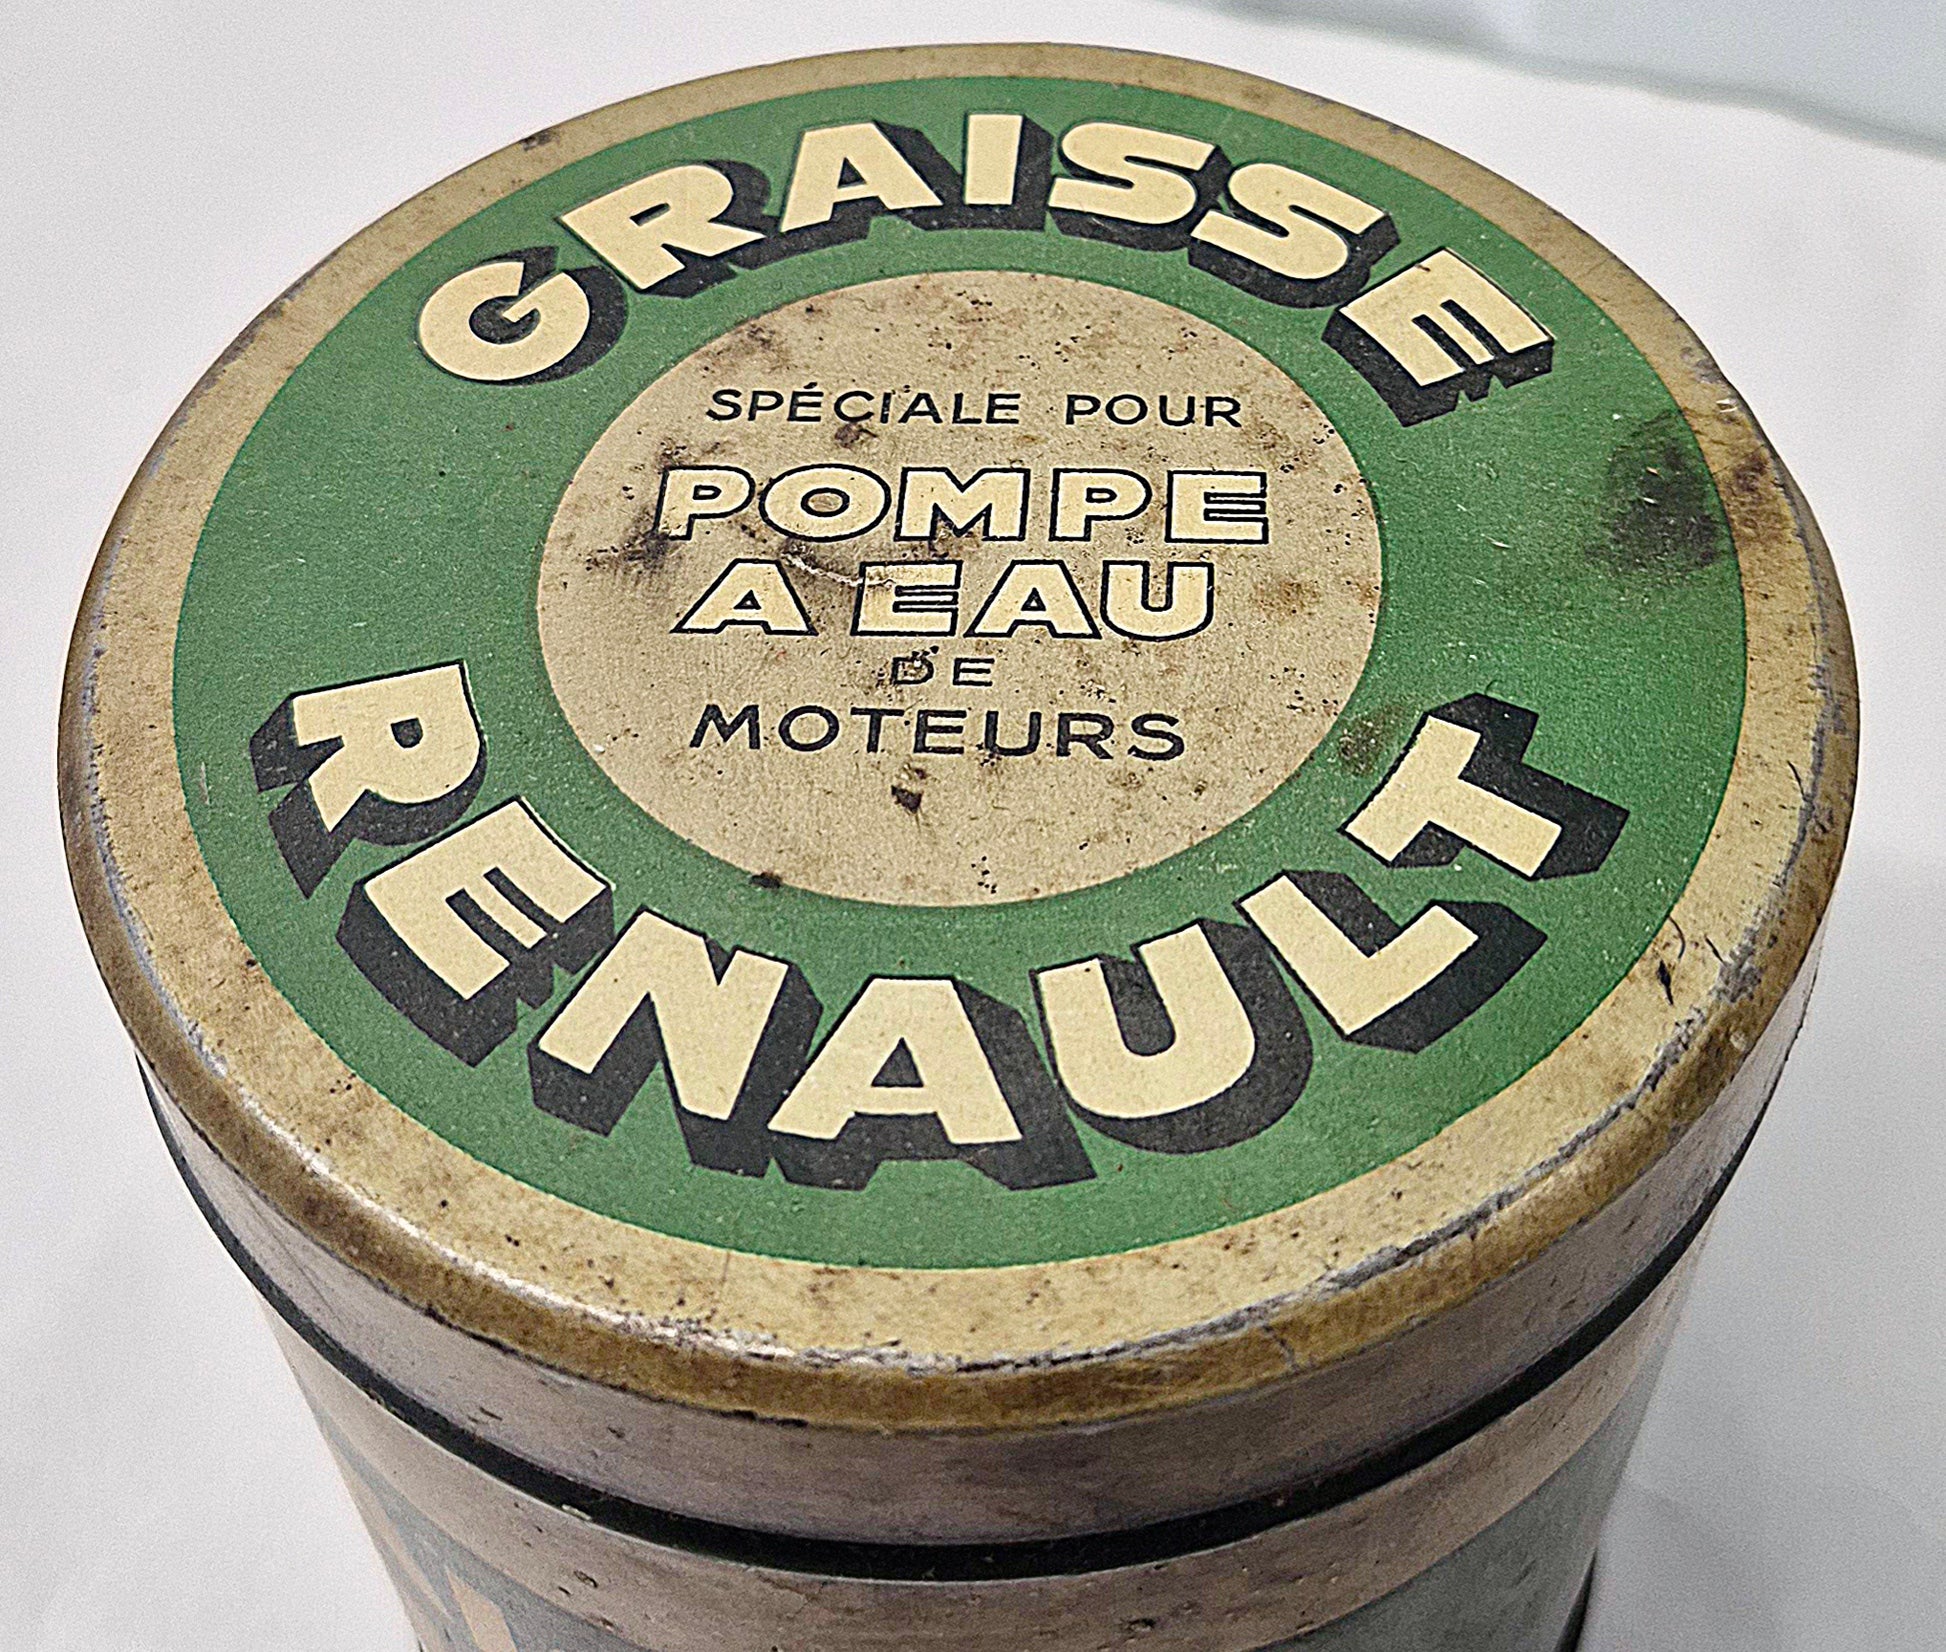 GRAISSE
SPÉCIALE POUR
POMPE
A EAU
DE
MOTEURS
RENAULT